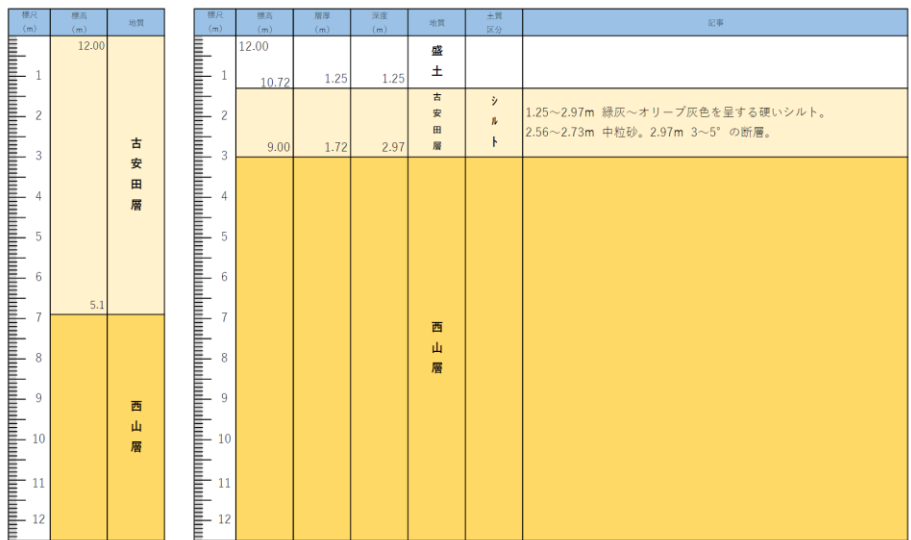 標尺 標高 地質
(m) (m)
12.00
1
2
3
4
5
6
7
8
9
10
11
12
古安田層
5.1
西山層
標尺 標高 層厚 深度 地質 土質 記事
(m) (m) (m) (m) 区分
12.00
1
2
3
4
5
6
7
8
9
10
11
12
盛土
10.72 1.25 1.25
古安田層
シルト
1.25～2.97m 緑灰～オリーブ灰色を呈する硬いシルト。
2.56～2.73m 中粒砂。2.97m 3～5°の断層。
9.00 1.72 2.97
西山層